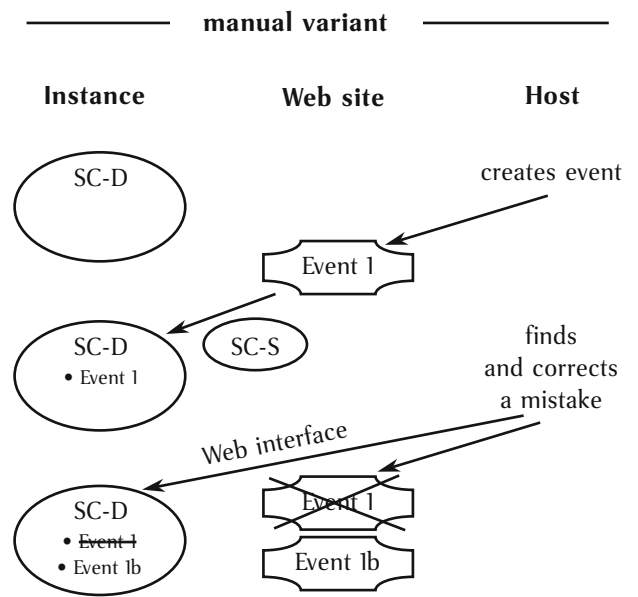 manual variant
Instance Web site Host
SC-D
creates event
Event 1
SC-S
SC-D
• Event 1
finds
and corrects
a mistake
Web interface
Event 1
SC-D
• Event 1
• Event 1b
Event 1b